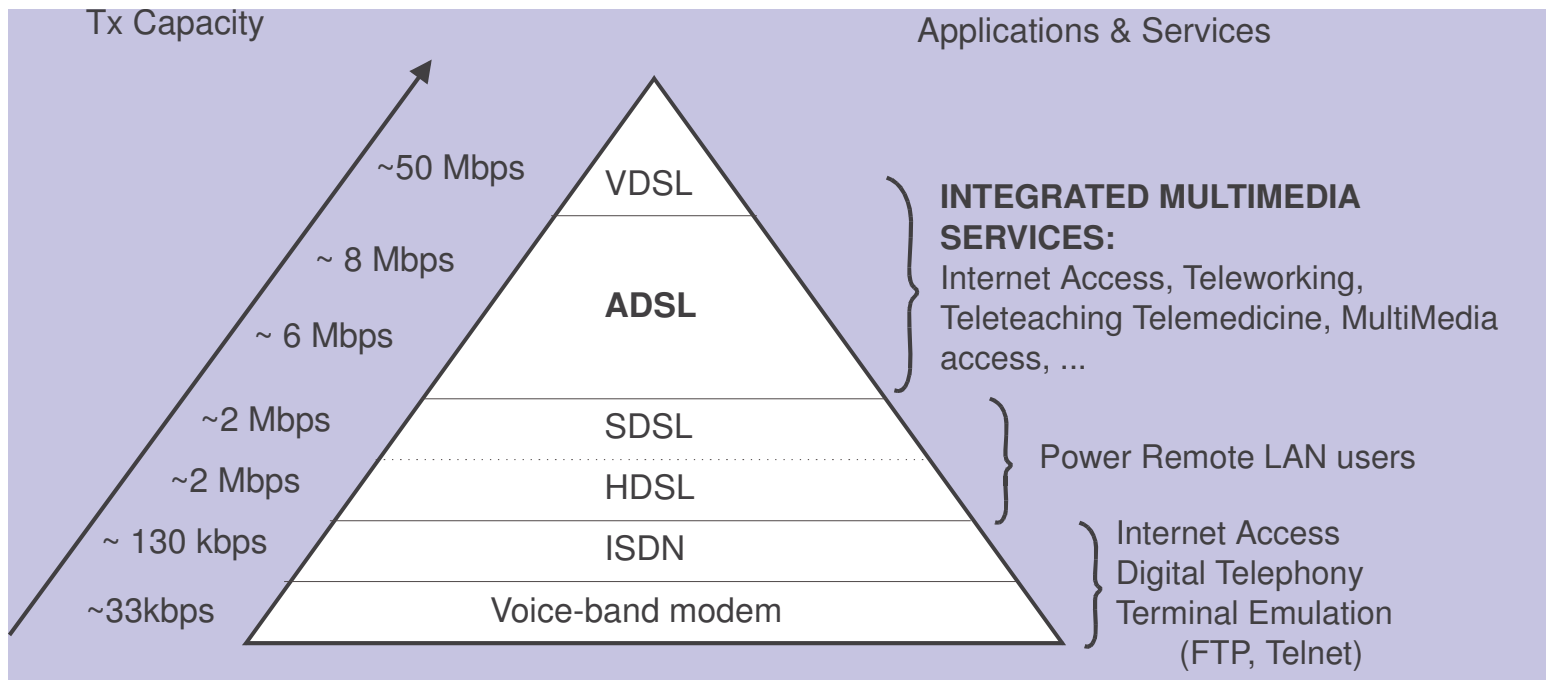 Tx Capacity
Applications & Services
~50 Mbps
~ 8 Mbps
~ 6 Mbps
~2 Mbps
~2 Mbps
~ 130 kbps
~33kbps
VDSL
ADSL
SDSL
HDSL
ISDN
Voice-band modem
INTEGRATED MULTIMEDIA
SERVICES:
Internet Access, Teleworking,
Teleteaching Telemedicine, MultiMedia
access, ...
Power Remote LAN users
Internet Access
Digital Telephony
Terminal Emulation
(FTP, Telnet)